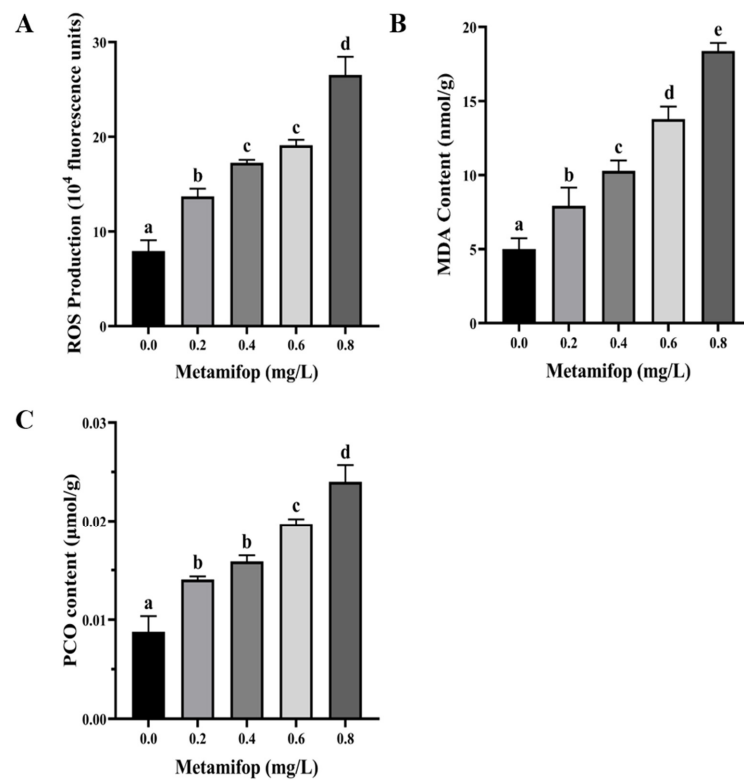 A
ROS Production (10⁴ fluorescence units)
30
20
10
0
a
b
c
c
d
0.0 0.2 0.4 0.6 0.8
Metamifop (mg/L)
B
MDA Content (nmol/g)
20
15
10
5
0
a
b
c
d
e
0.0 0.2 0.4 0.6 0.8
Metamifop (mg/L)
C
PCO content (μmol/g)
0.03
0.02
0.01
0.00
a
b
b
c
d
0.0 0.2 0.4 0.6 0.8
Metamifop (mg/L)